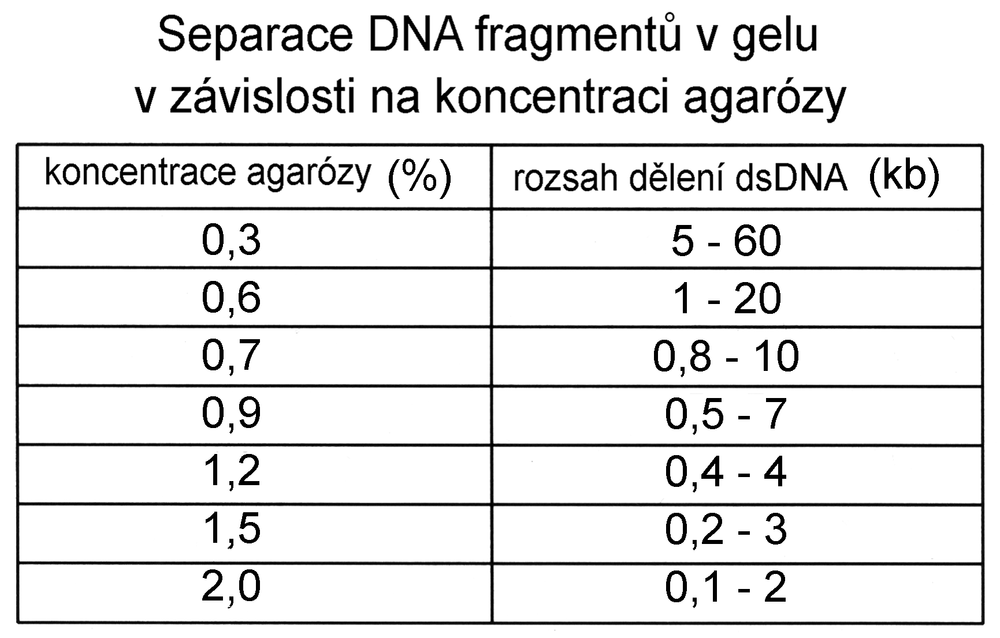 Separace DNA fragmentů v gelu
v závislosti na koncentraci agarózy
koncentrace agarózy (%) rozsah dělení dsDNA (kb)
0,3 5 - 60
0,6 1 - 20
0,7 0,8 - 10
0,9 0,5 - 7
1,2 0,4 - 4
1,5 0,2 - 3
2,0 0,1 - 2